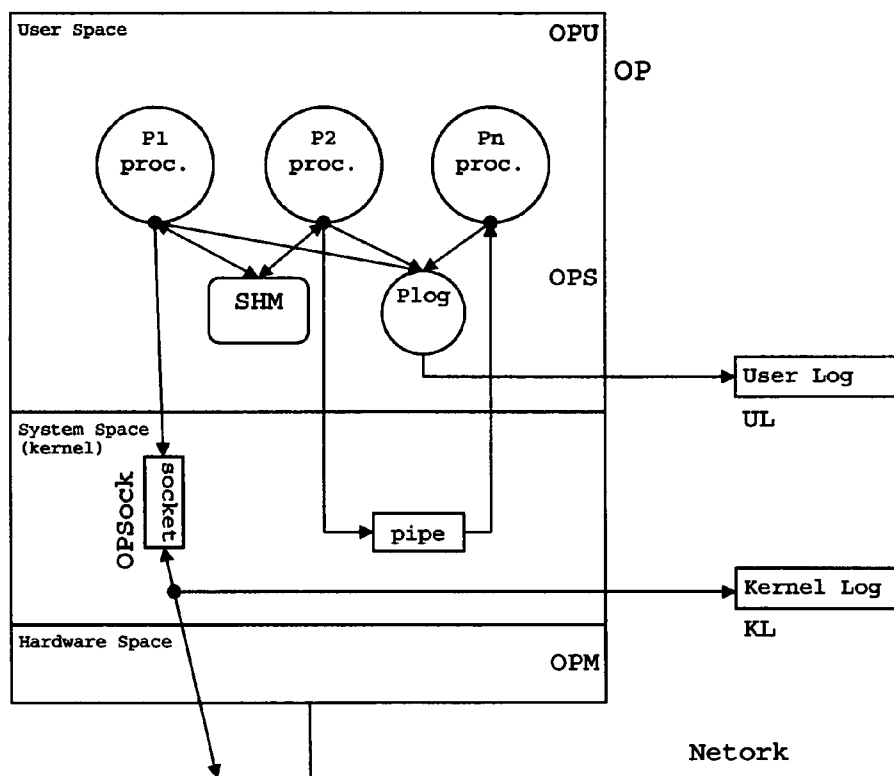 User Space
OPU
OP
P1
proc.
P2
proc.
Pn
proc.
SHM
Plog
OPS
User Log
UL
System Space
(kernel)
OPSock
socket
pipe
Kernel Log
KL
Hardware Space
OPM
Netork